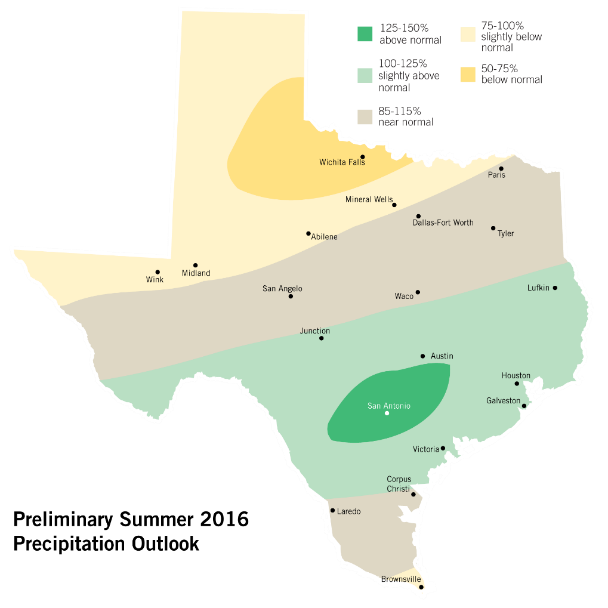 125-150%
above normal
75-100%
slightly below
normal
100-125%
slightly above
normal
50-75%
below normal
85-115%
near normal
Wichita Falls
Paris
Mineral Wells
Dallas-Fort Worth
Abilene
Tyler
Wink
Midland
San Angelo
Waco
Lufkin
Junction
Austin
Houston
San Antonio
Galveston
Victoria
Corpus
Christi
Laredo
Preliminary Summer 2016
Precipitation Outlook
Brownsville